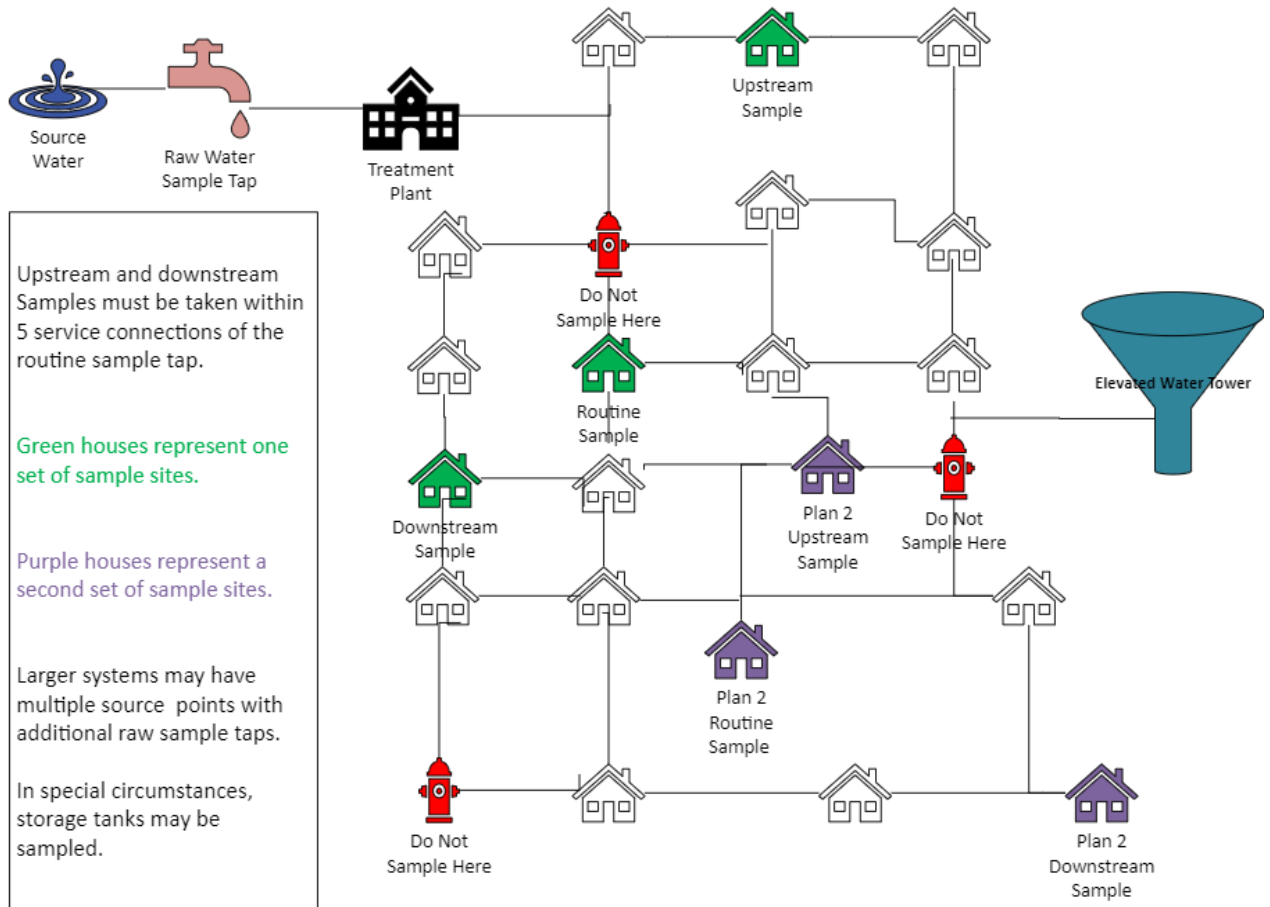 Source
Water
Raw Water
Sample Tap
Treatment
Plant
Upstream
Sample
Do Not
Sample Here
Elevated Water Tower
Routine
Sample
Downstream
Sample
Plan 2
Upstream
Sample
Do Not
Sample Here
Plan 2
Routine
Sample
Do Not
Sample Here
Plan 2
Downstream
Sample
Upstream and downstream
Samples must be taken within
5 service connections of the
routine sample tap.
Green houses represent one
set of sample sites.
Purple houses represent a
second set of sample sites.
Larger systems may have
multiple source points with
additional raw sample taps.
In special circumstances,
storage tanks may be
sampled.